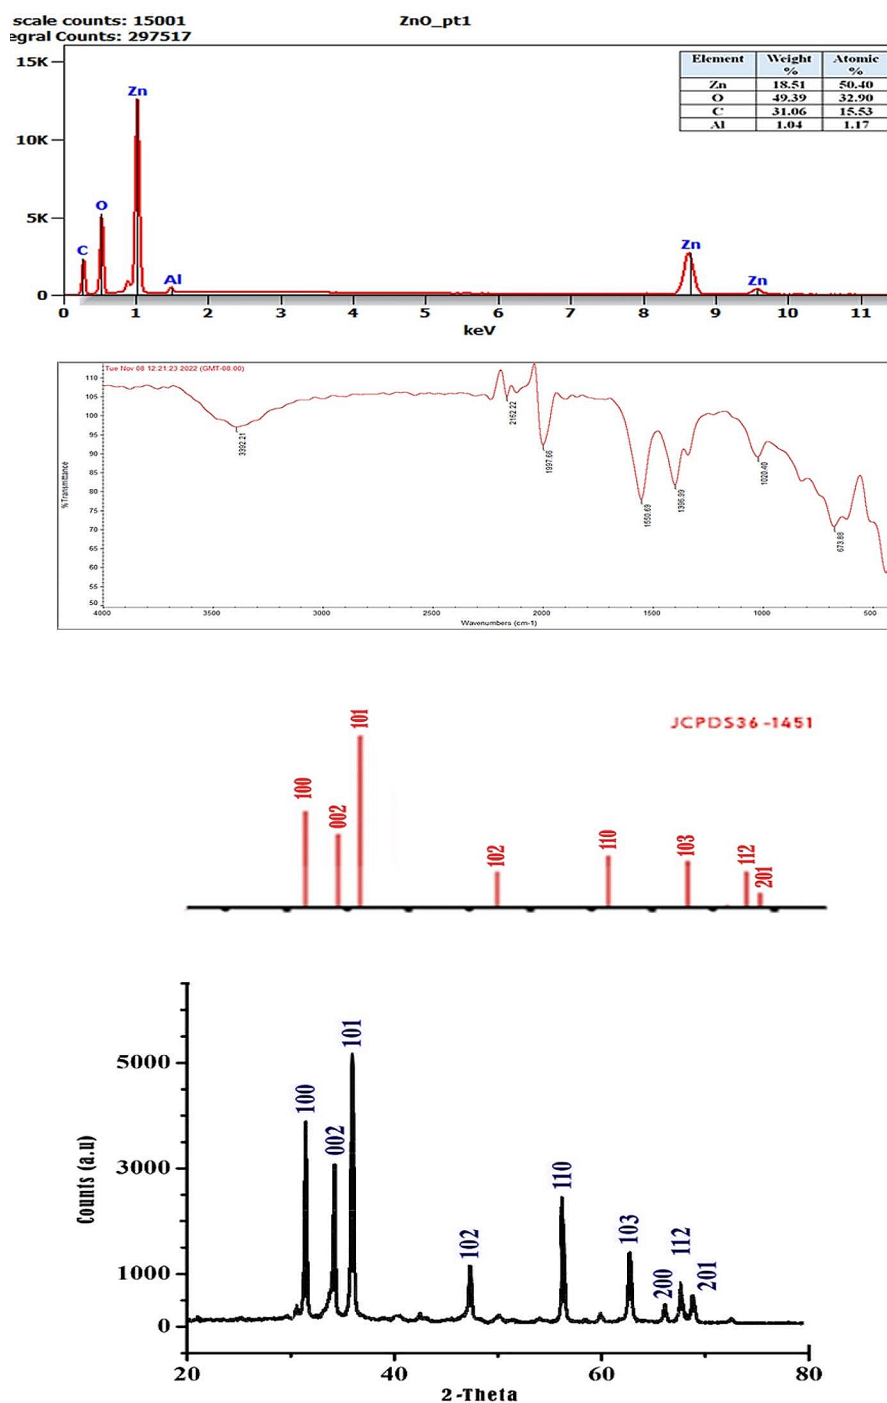 scale counts: 15001
egral Counts: 297517
ZnO_pt1
15K
10K
5K
0
Element Weight % Atomic %
Zn 18.51 50.40
O 49.39 32.90
C 31.06 15.53
Al 1.04 1.17
C
O
Zn
Al
Zn
Zn
0 1 2 3 4 5 6 7 8 9 10 11
keV
Tue Nov 08 12:21:23 2022 (GMT-08:00)
110
105
100
95
90
85
80
75
70
65
60
55
50
%Transmittance
3392.21
2162.22
1997.66
1550.69
1396.99
1020.40
673.88
4000 3500 3000 2500 2000 1500 1000 500
Wavenumbers (cm-1)
JCPDS36-1451
100
002
101
102
110
103
112
201
5000
3000
1000
0
Counts (a.u)
100
002
101
102
110
103
200
112
201
20 40 60 80
2-Theta